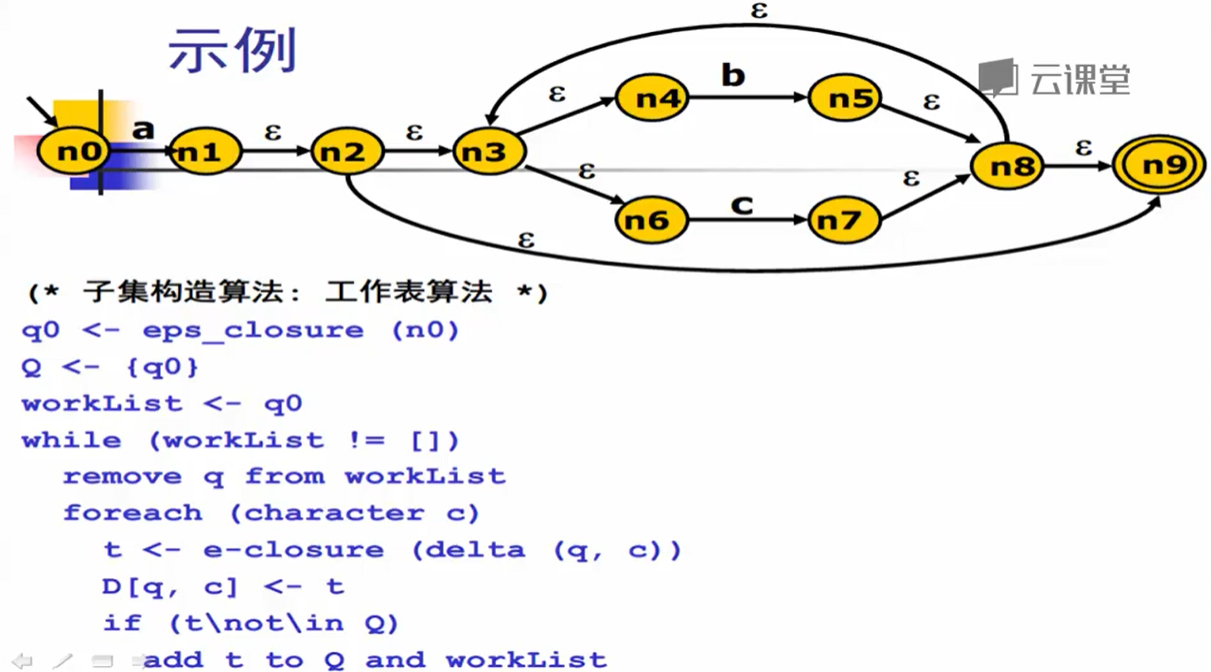 示例
云课堂
ε
n4
b
n5
ε
ε
n0
a
n1
ε
n2
ε
n3
n8
ε
n9
ε
ε
n6
c
n7
ε
(* 子集构造算法: 工作表算法 *)
q0 <- eps_closure (n0)
Q <- {q0}
workList <- q0
while (workList != [])
remove q from workList
foreach (character c)
t <- e-closure (delta (q, c))
D[q, c] <- t
if (t\not\in Q)
add t to Q and workList